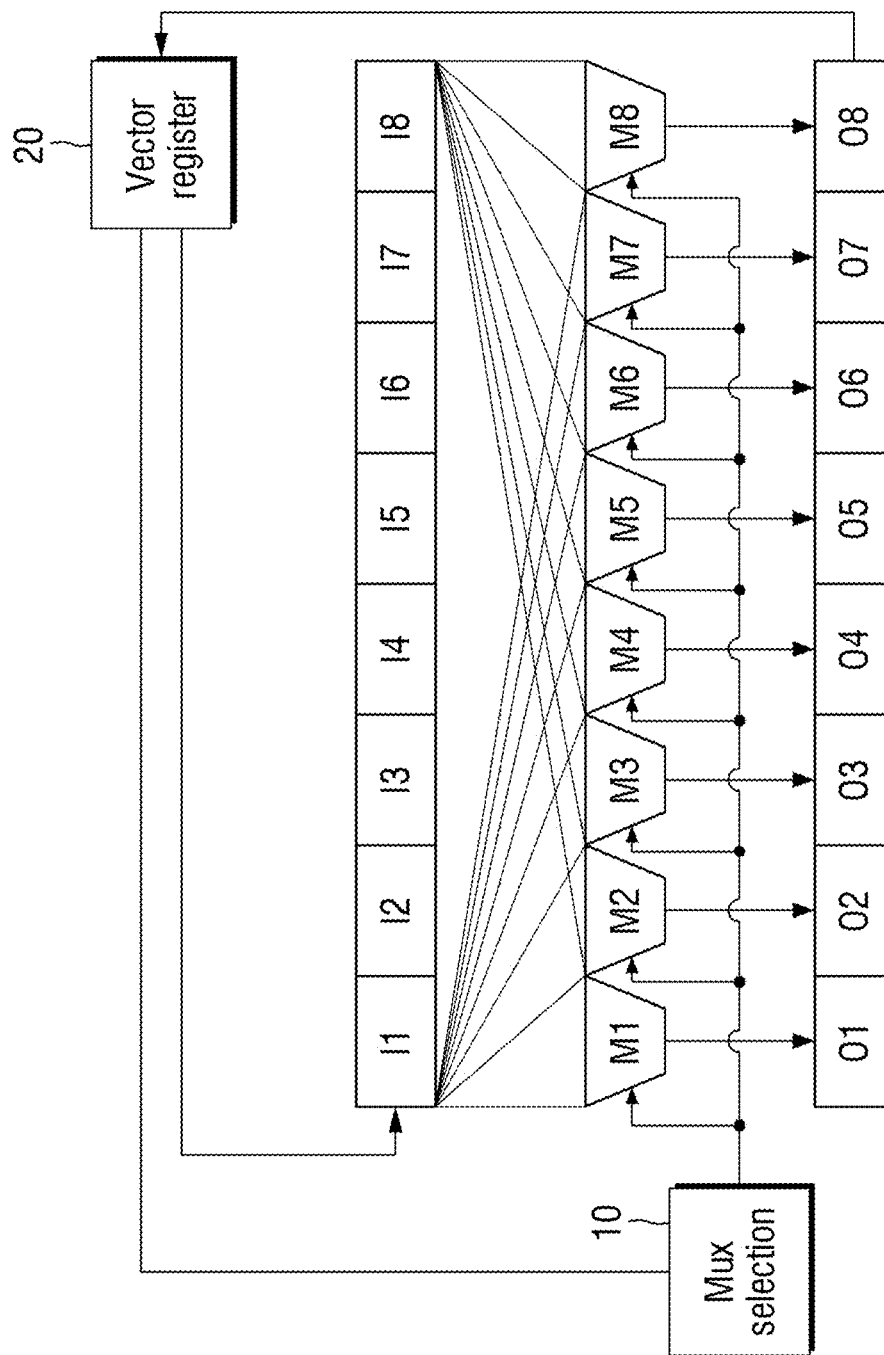 20
Vector
register
I1 I2 I3 I4 I5 I6 I7 I8
M1 M2 M3 M4 M5 M6 M7 M8
10
Mux
selection
O1 O2 O3 O4 O5 O6 O7 O8